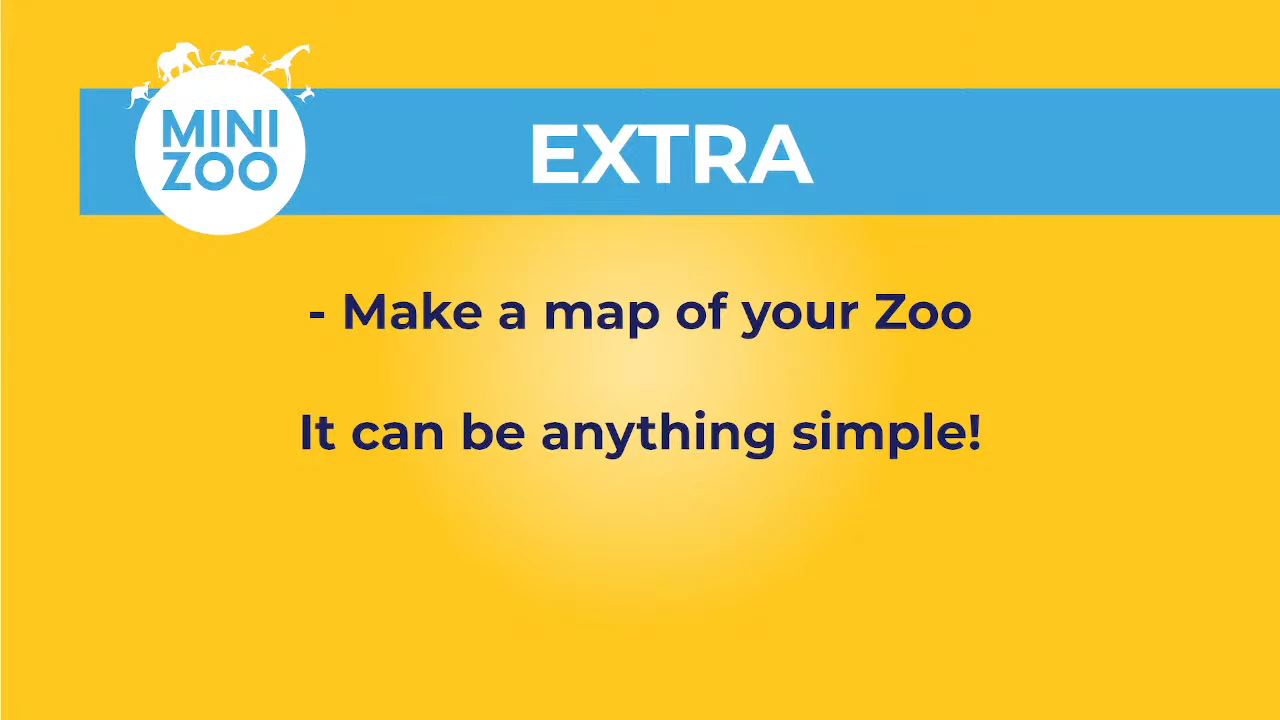 MINI
ZOO
EXTRA
- Make a map of your Zoo
It can be anything simple!